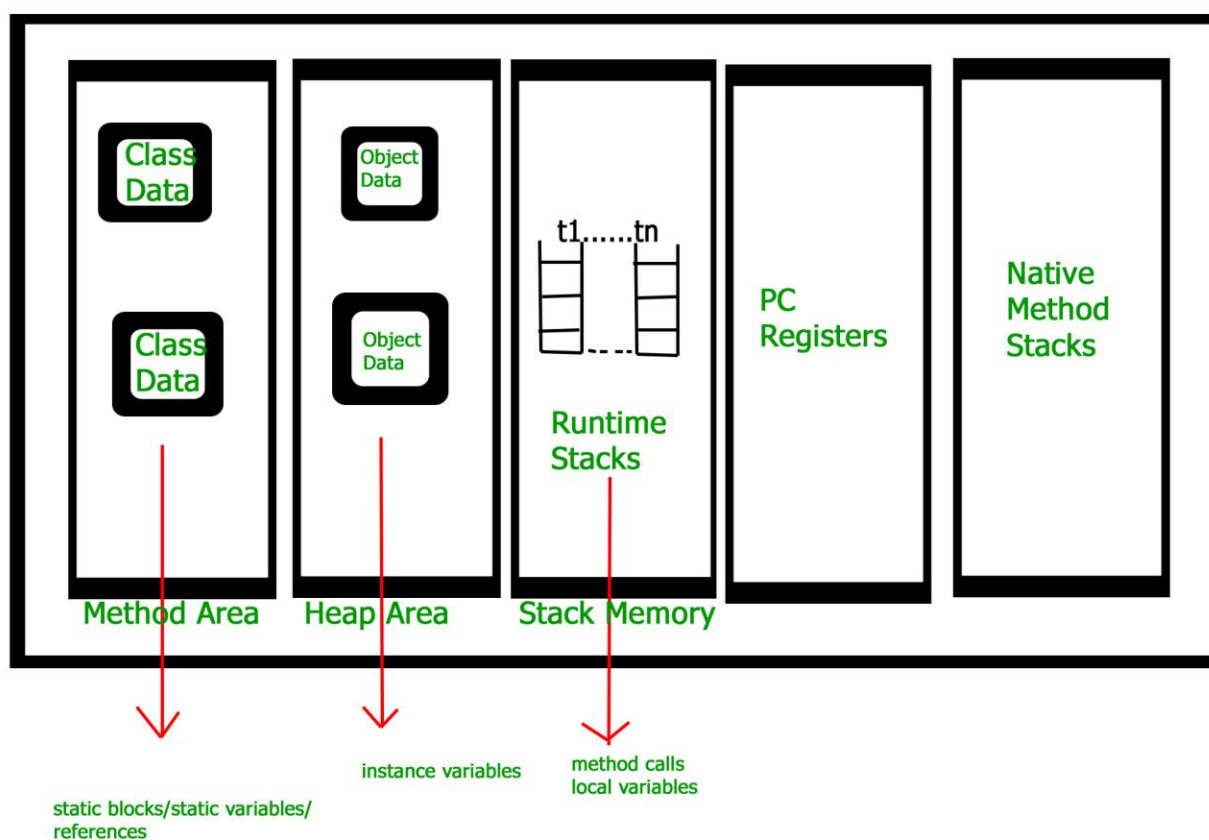 Class
Data
Class
Data
Method Area
Object
Data
Object
Data
Heap Area
t1......tn
Runtime
Stacks
Stack Memory
PC
Registers
Native
Method
Stacks
static blocks/static variables/
references
instance variables
method calls
local variables